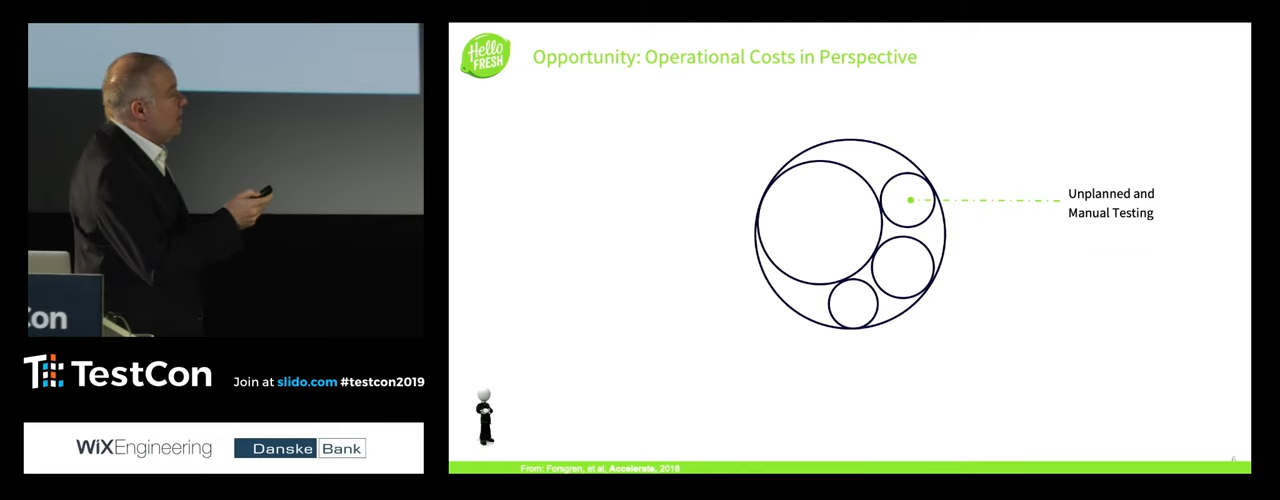 Hello
FRESH
Opportunity: Operational Costs in Perspective
Unplanned and
Manual Testing
From: Forsgren, et al, Accelerate, 2018
6
Con
TestCon
Join at slido.com #testcon2019
WiXEngineering
Danske Bank